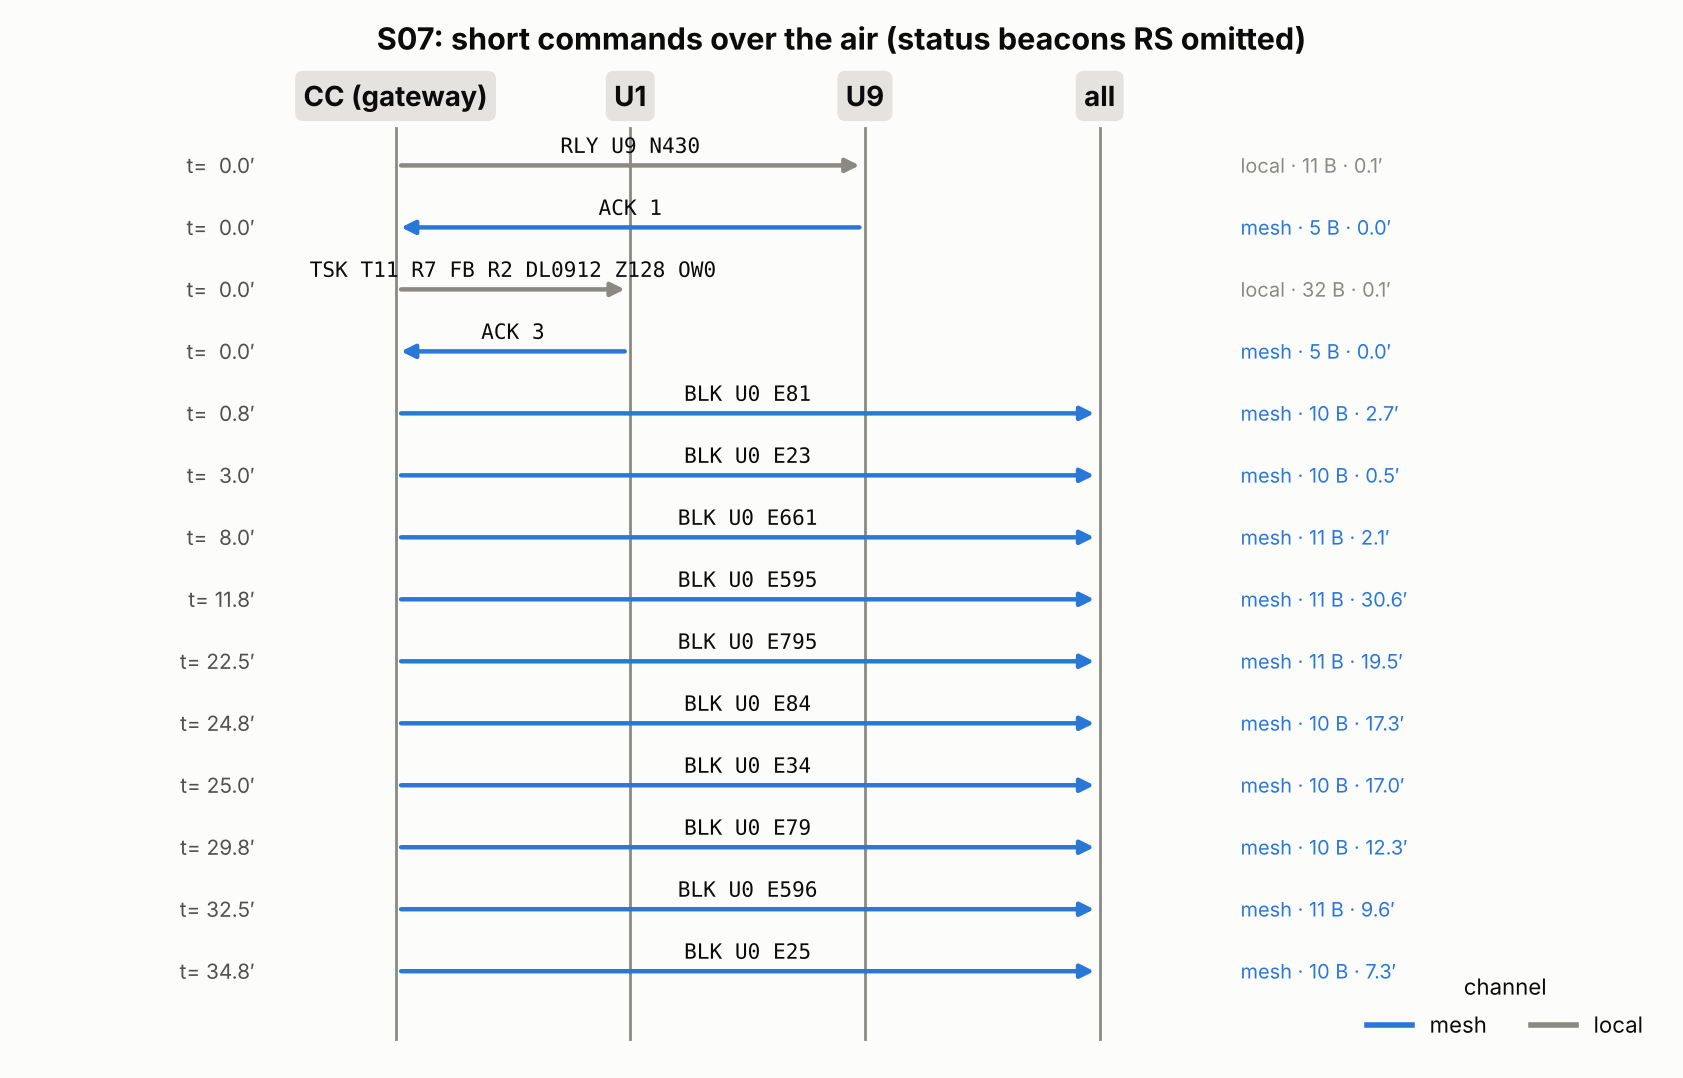 S07: short commands over the air (status beacons RS omitted)
CC (gateway) U1 U9 all
RLY U9 N430
t= 0.0′ local · 11 B · 0.1′
ACK 1
t= 0.0′ mesh · 5 B · 0.0′
TSK T11 R7 FB R2 DL0912 Z128 OW0
t= 0.0′ local · 32 B · 0.1′
ACK 3
t= 0.0′ mesh · 5 B · 0.0′
BLK U0 E81
t= 0.8′ mesh · 10 B · 2.7′
BLK U0 E23
t= 3.0′ mesh · 10 B · 0.5′
BLK U0 E661
t= 8.0′ mesh · 11 B · 2.1′
BLK U0 E595
t= 11.8′ mesh · 11 B · 30.6′
BLK U0 E795
t= 22.5′ mesh · 11 B · 19.5′
BLK U0 E84
t= 24.8′ mesh · 10 B · 17.3′
BLK U0 E34
t= 25.0′ mesh · 10 B · 17.0′
BLK U0 E79
t= 29.8′ mesh · 10 B · 12.3′
BLK U0 E596
t= 32.5′ mesh · 11 B · 9.6′
BLK U0 E25
t= 34.8′ mesh · 10 B · 7.3′
channel
mesh local